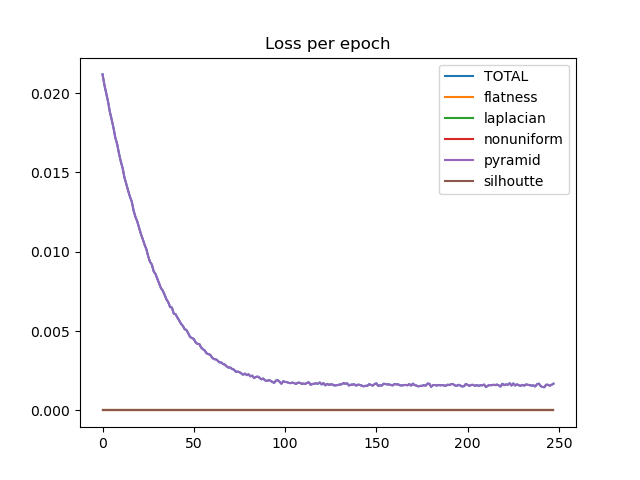 Loss per epoch
TOTAL
flatness
laplacian
nonuniform
pyramid
silhoutte
0.020
0.015
0.010
0.005
0.000
0 50 100 150 200 250